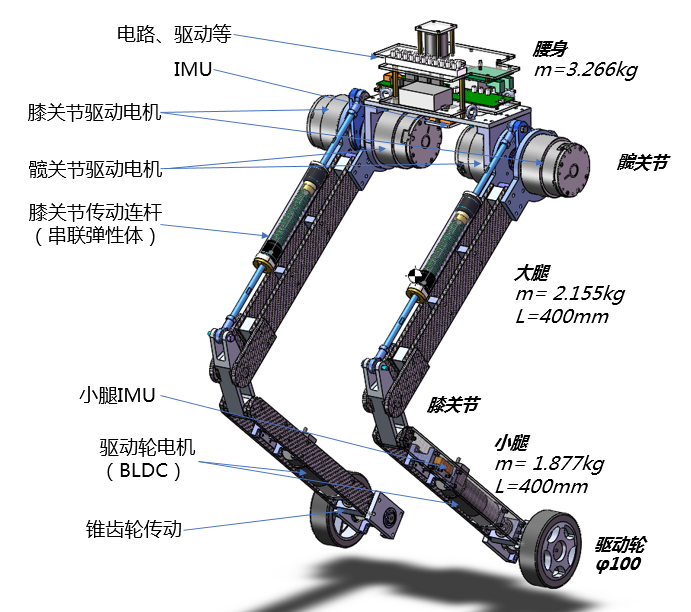 电路、驱动等
IMU
膝关节驱动电机
髋关节驱动电机
膝关节传动连杆
（串联弹性体）
小腿IMU
驱动轮电机
（BLDC）
锥齿轮传动
腰身
m=3.266kg
髋关节
大腿
m= 2.155kg
L=400mm
膝关节
小腿
m= 1.877kg
L=400mm
驱动轮
φ100